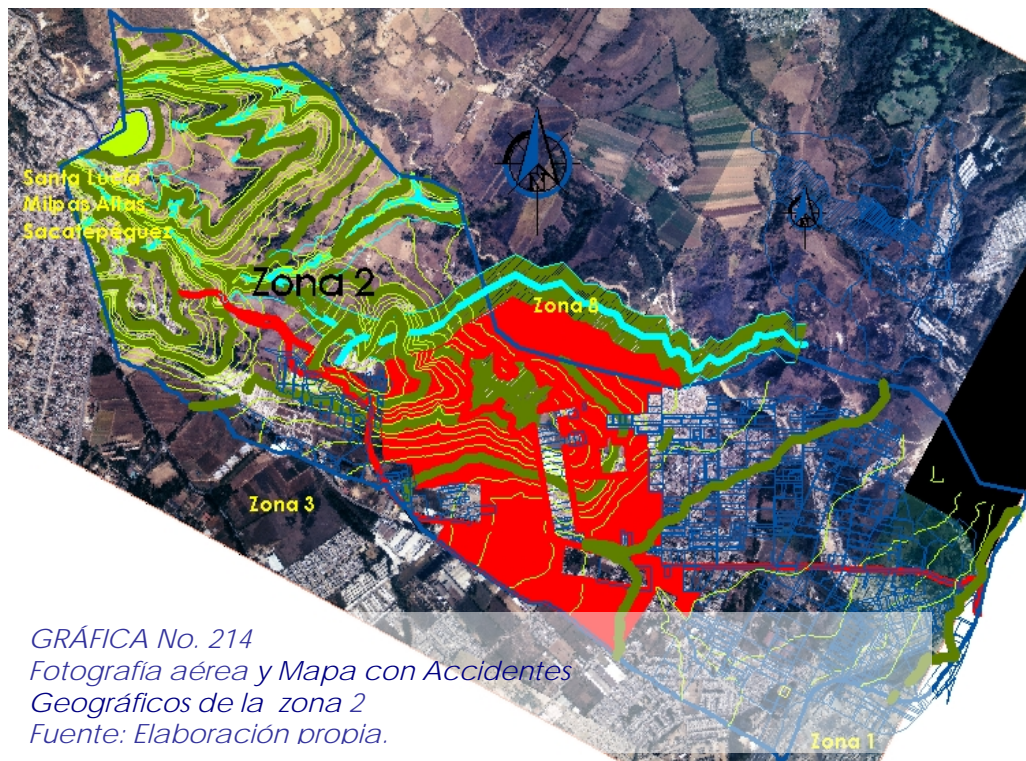 Santa Lucía
Milpas Altas
Sacatepéquez
Zona 2
Zona 8
Zona 3
Zona 1
GRÁFICA No. 214
Fotografía aérea y Mapa con Accidentes
Geográficos de la zona 2
Fuente: Elaboración propia.